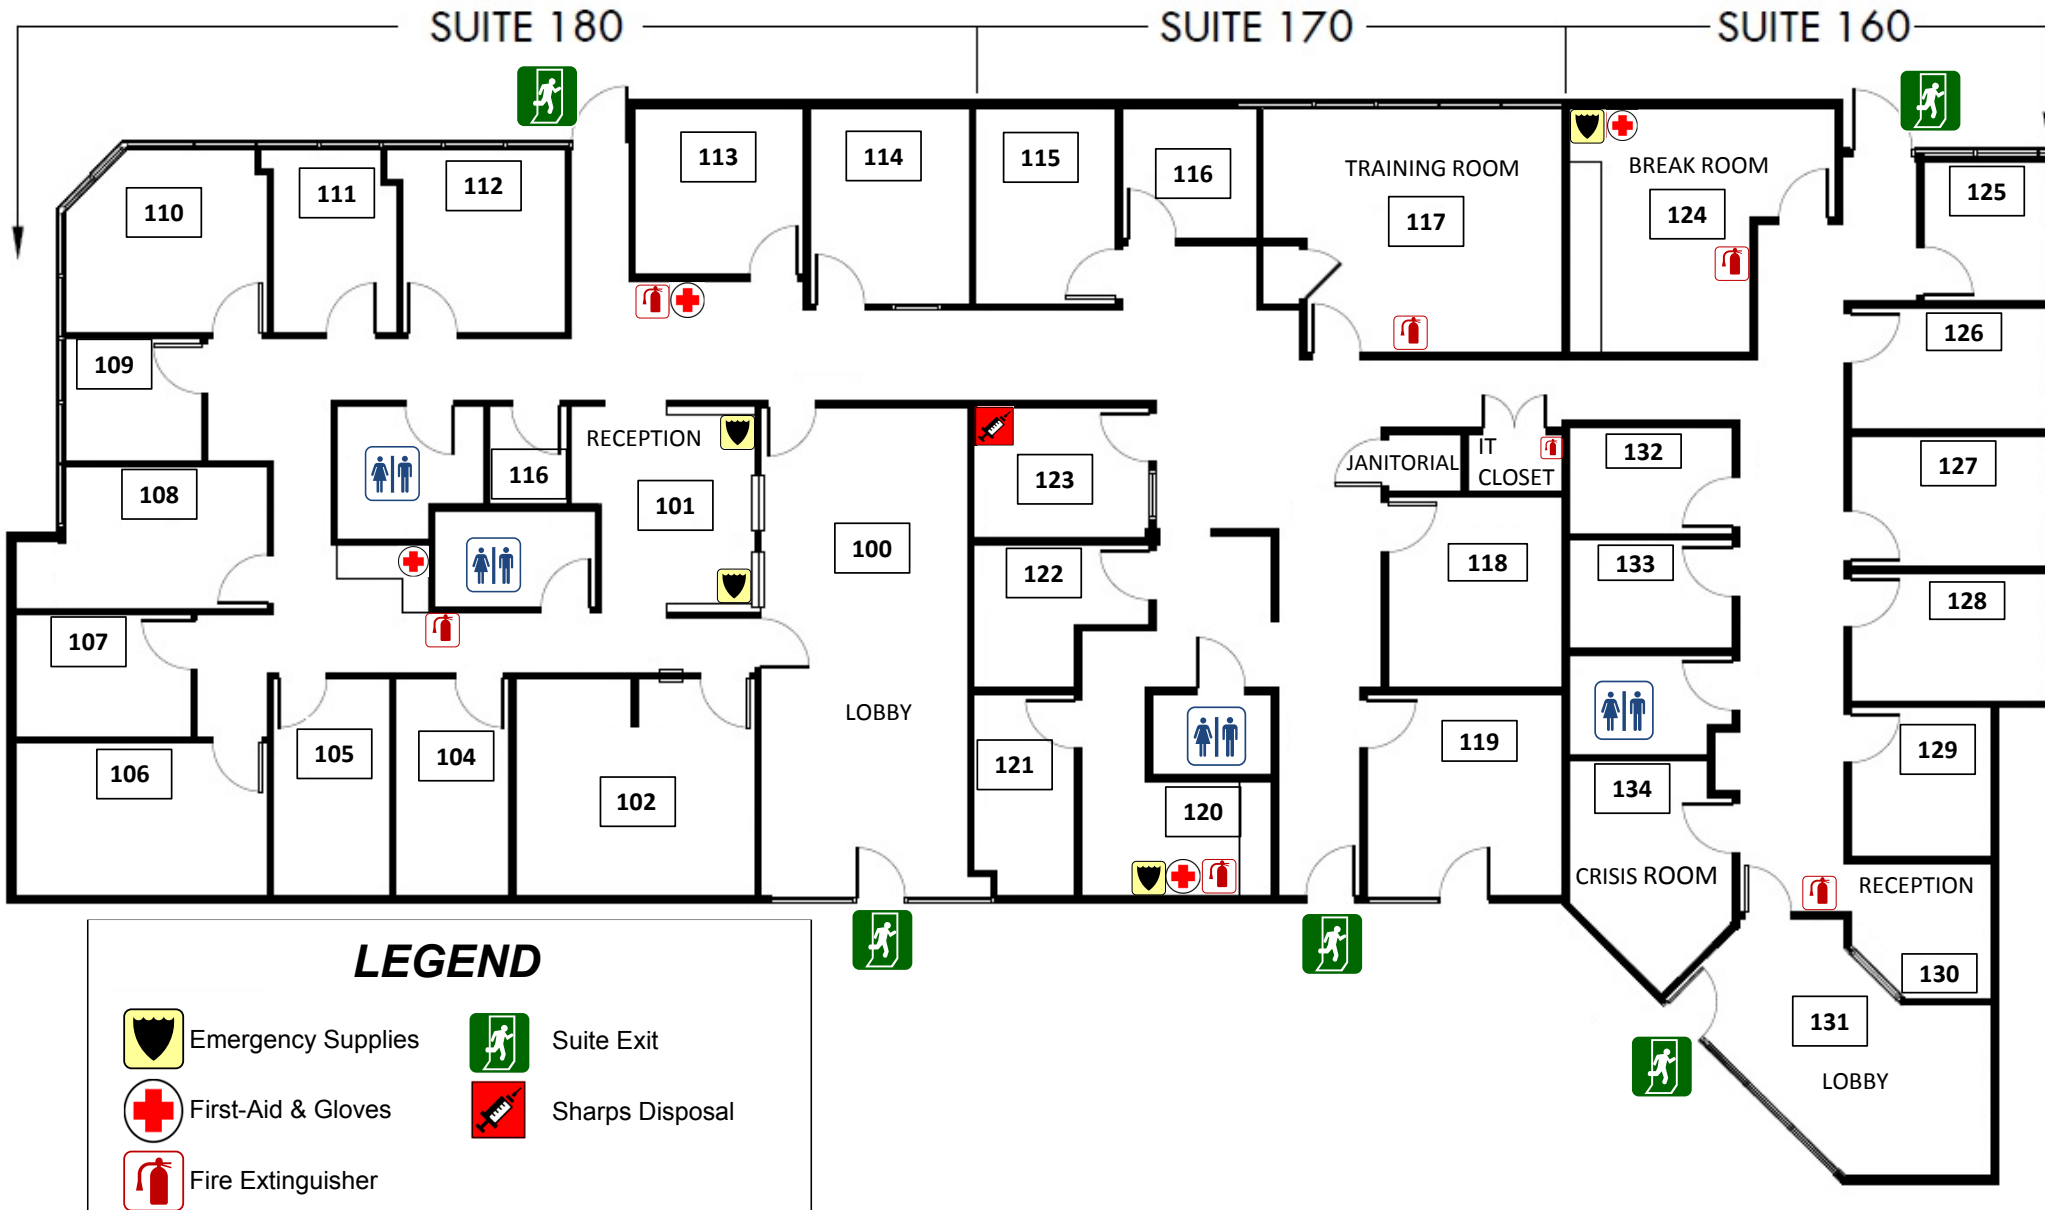 SUITE 180 SUITE 170 SUITE 160
113 114 115 116 TRAINING ROOM BREAK ROOM
110 111 112 117 124 125
109 126
RECEPTION
116 101 123 JANITORIAL IT 132 127
CLOSET
108 100 122 118 133 128
107
LOBBY
106 105 104 102 121 120 119 134 129
CRISIS ROOM RECEPTION
130
131
LOBBY
LEGEND
Emergency Supplies Suite Exit
First-Aid & Gloves Sharps Disposal
Fire Extinguisher